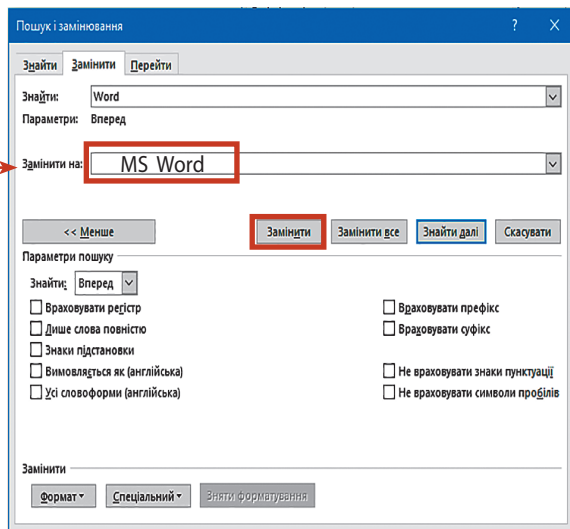 Пошук і замінювання ? X
Знайти Замінити Перейти
Знайти: Word
Параметри: Вперед
Замінити на: MS Word
<< Менше Замінити Замінити все Знайти далі Скасувати
Параметри пошуку
Знайти: Вперед
Враховувати регістр Враховувати префікс
Лише слова повністю Враховувати суфікс
Знаки підстановки
Вимовляється як (англійська) Не враховувати знаки пунктуації
Усі словоформи (англійська) Не враховувати символи пробілів
Замінити
Формат Спеціальний Зняти форматування